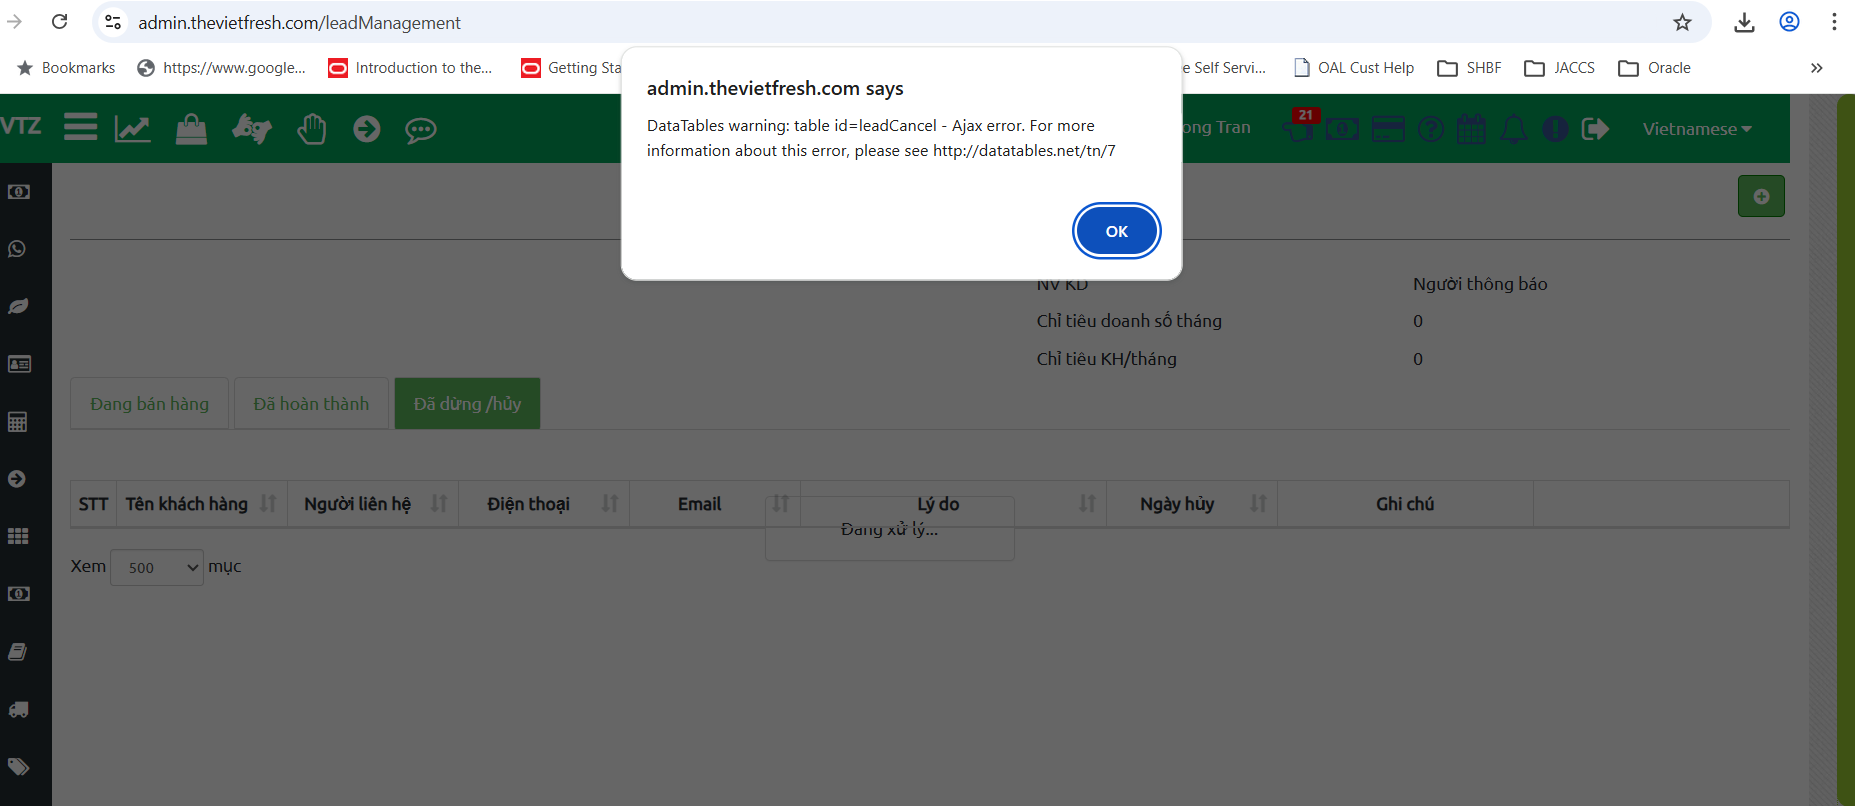 admin.thevietfresh.com/leadManagement
Bookmarks https://www.google... Introduction to the... Getting Sta e Self Servi... OAL Cust Help SHBF JACCS Oracle »
admin.thevietfresh.com says
DataTables warning: table id=leadCancel - Ajax error. For more
information about this error, please see http://datatables.net/tn/7
OK
VTZ ong Tran 21 Vietnamese
NV KD Người thông báo
Chỉ tiêu doanh số tháng 0
Chỉ tiêu KH/tháng 0
Đang bán hàng Đã hoàn thành Đã dừng /hủy
STT Tên khách hàng Người liên hệ Điện thoại Email Lý do Ngày hủy Ghi chú
Đang xử lý...
Xem 500 mục